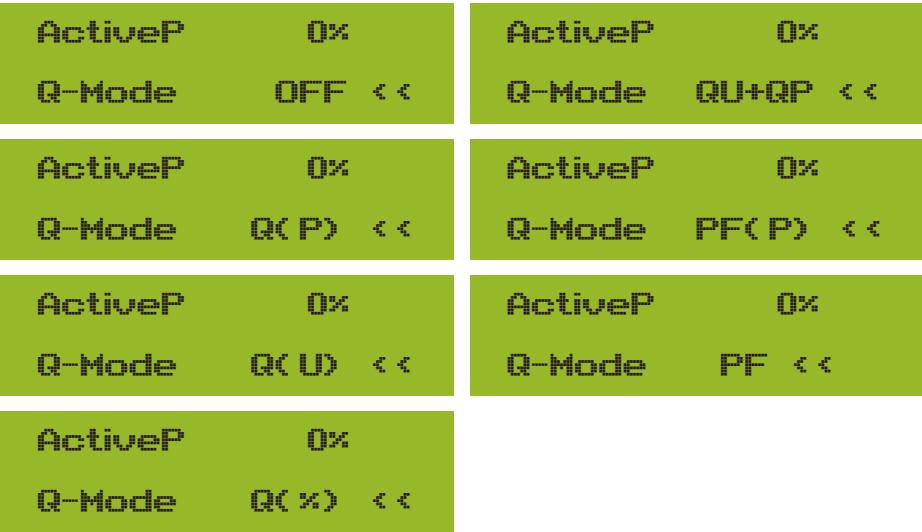 ActiveP 0%
Q-Mode OFF <<
ActiveP 0%
Q-Mode QU+QP <<
ActiveP 0%
Q-Mode Q(P) <<
ActiveP 0%
Q-Mode PF(P) <<
ActiveP 0%
Q-Mode Q(U) <<
ActiveP 0%
Q-Mode PF <<
ActiveP 0%
Q-Mode Q(%) <<